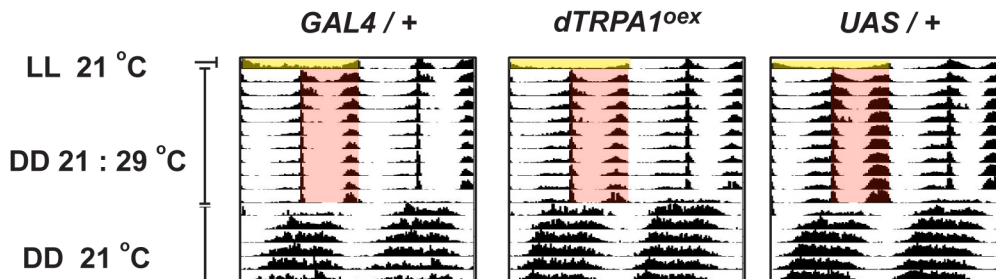 GAL4 / + dTRPA1ᵒᵉˣ UAS / +
LL 21 °C
DD 21 : 29 °C
DD 21 °C